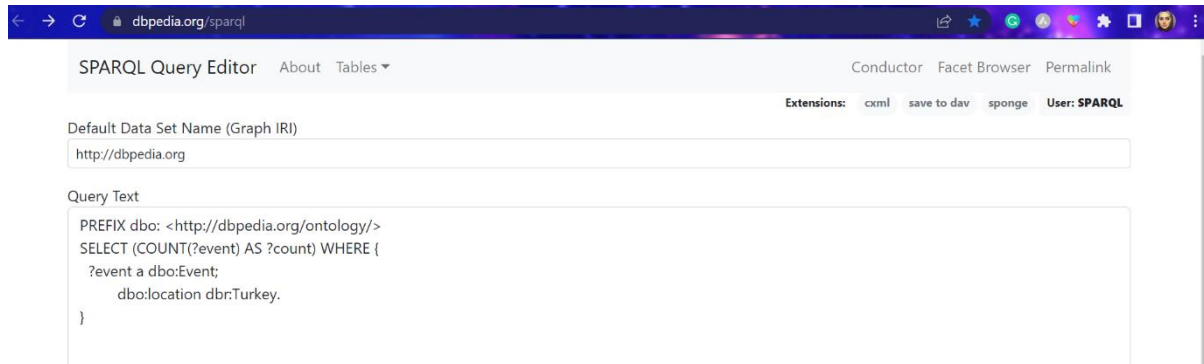 dbpedia.org/sparql
SPARQL Query Editor About Tables Conductor Facet Browser Permalink
Extensions: cxml save to dav sponge User: SPARQL
Default Data Set Name (Graph IRI)
http://dbpedia.org
Query Text
PREFIX dbo: <http://dbpedia.org/ontology/>
SELECT (COUNT(?event) AS ?count) WHERE {
?event a dbo:Event;
dbo:location dbr:Turkey.
}